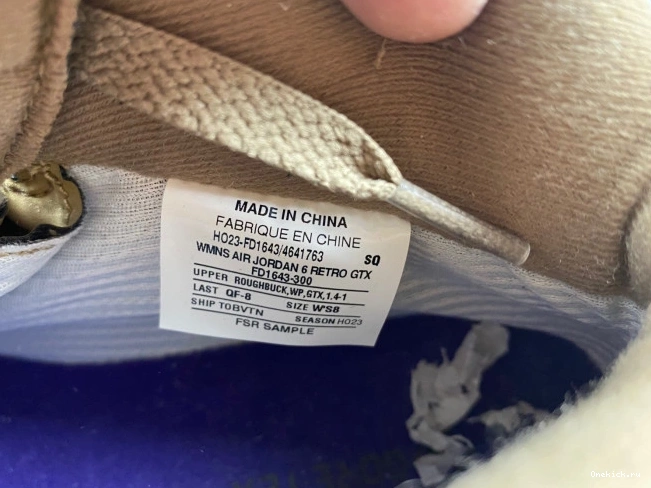 MADE IN CHINA
FABRIQUE EN CHINE
HO23-FD1643/4641763 SQ
WMNS AIR JORDAN 6 RETRO GTX
FD1643-300
UPPER ROUGHBUCK,WP,GTX,1.4-1
LAST QF-8 SIZE W'S8
SHIP TOBVTN SEASON HO23
FSR SAMPLE